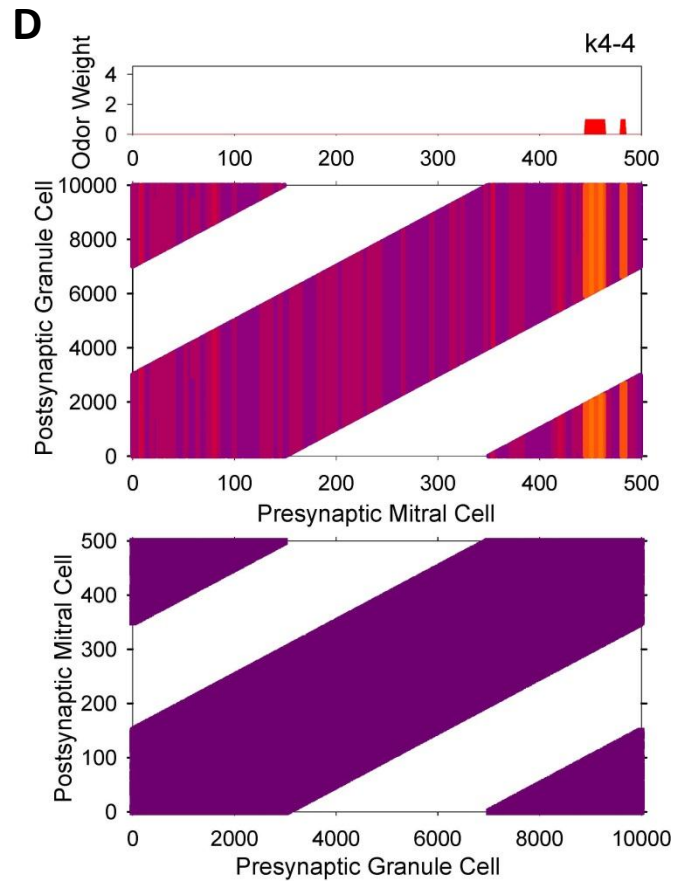 D
k4-4
Odor Weight
4
2
0
0 100 200 300 400 500
Postsynaptic Granule Cell
10000
8000
6000
4000
2000
0
0 100 200 300 400 500
Presynaptic Mitral Cell
Postsynaptic Mitral Cell
500
400
300
200
100
0
0 2000 4000 6000 8000 10000
Presynaptic Granule Cell